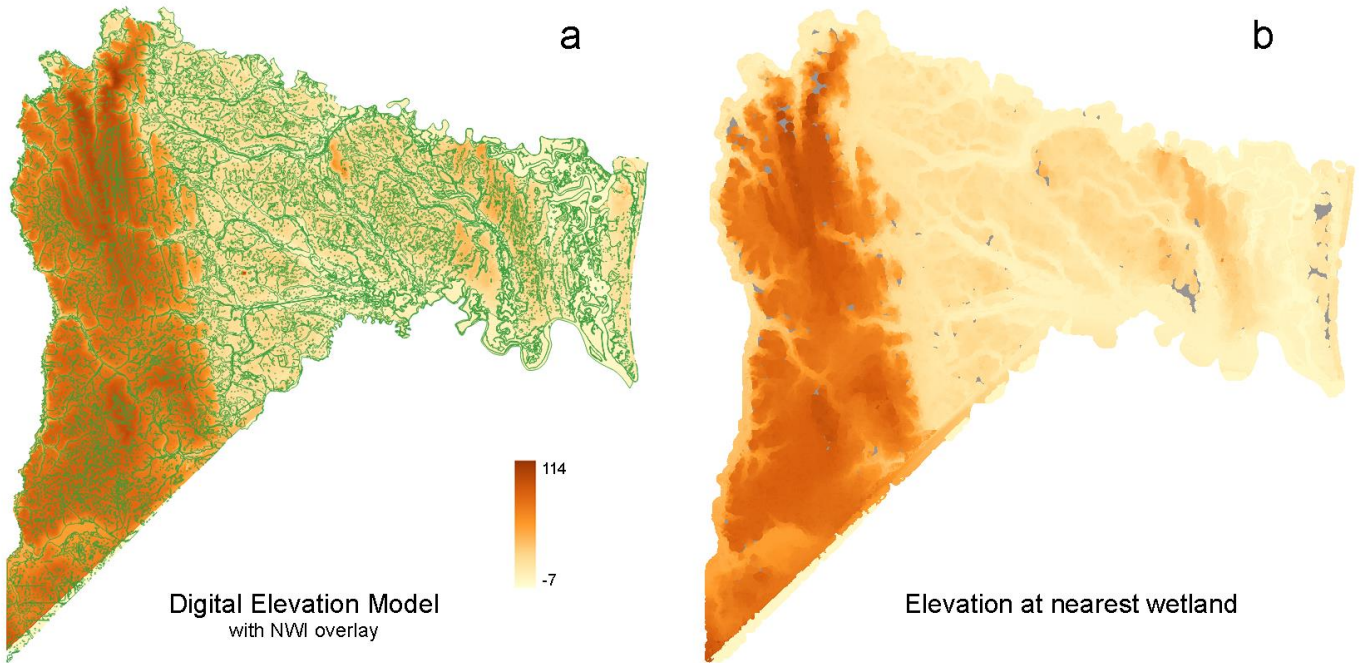 a
b
114
-7
Digital Elevation Model
with NWI overlay
Elevation at nearest wetland